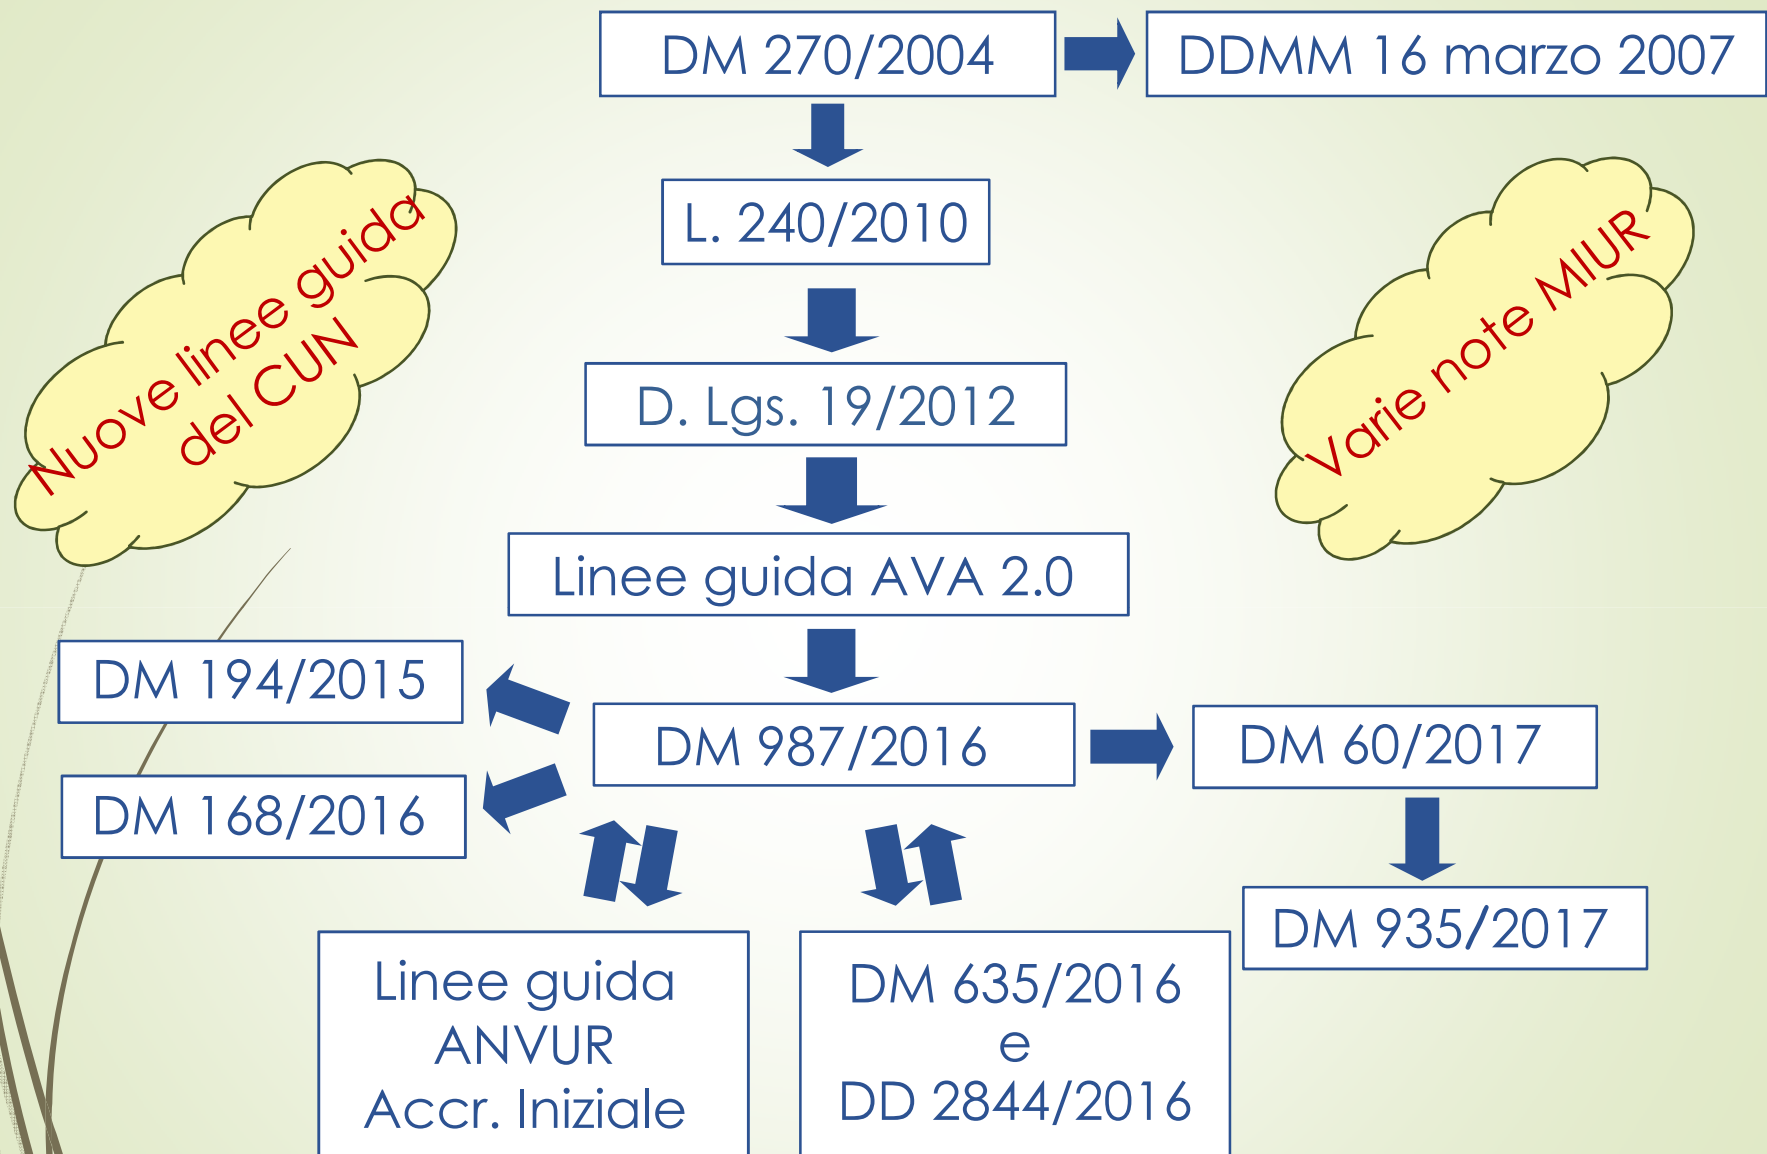 DM 270/2004
DDMM 16 marzo 2007
L. 240/2010
Nuove linee guida
del CUN
Varie note MIUR
D. Lgs. 19/2012
Linee guida AVA 2.0
DM 194/2015
DM 987/2016
DM 60/2017
DM 168/2016
DM 935/2017
Linee guida
ANVUR
Accr. Iniziale
DM 635/2016
e
DD 2844/2016